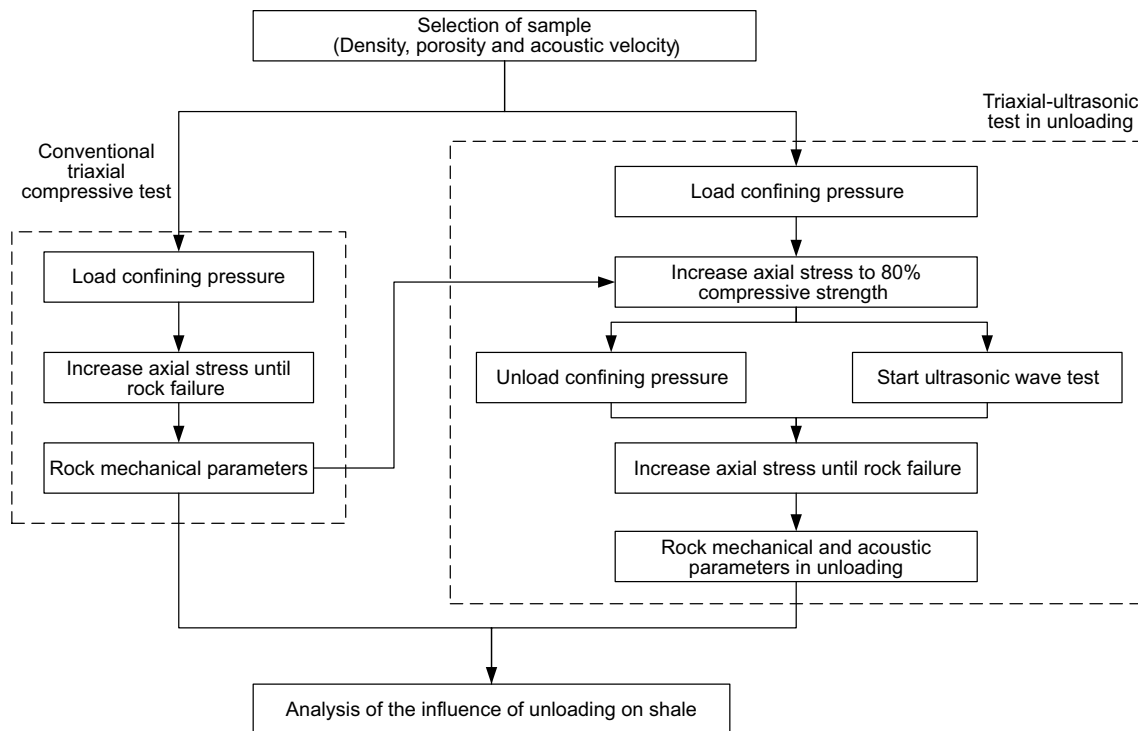 Selection of sample
(Density, porosity and acoustic velocity)
Conventional
triaxial
compressive test
Load confining pressure
Increase axial stress until
rock failure
Rock mechanical parameters
Triaxial-ultrasonic
test in unloading
Load confining pressure
Increase axial stress to 80%
compressive strength
Unload confining pressure
Start ultrasonic wave test
Increase axial stress until rock failure
Rock mechanical and acoustic
parameters in unloading
Analysis of the influence of unloading on shale